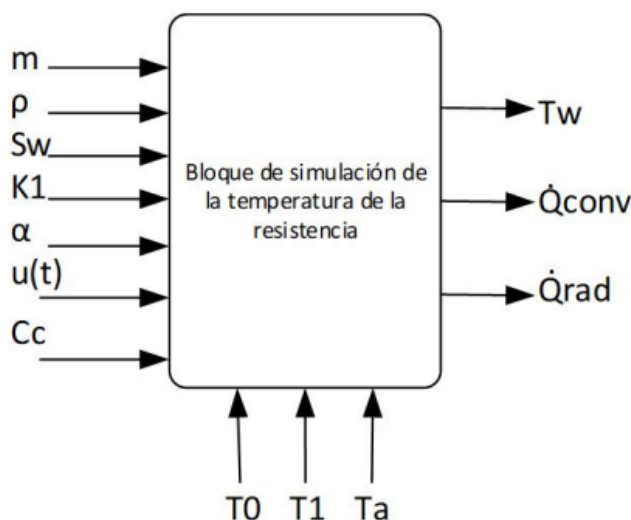 m
ρ
Sw
K1
α
u(t)
Cc
Bloque de simulación de
la temperatura de la
resistencia
Tw
Q̇conv
Q̇rad
T0 T1 Ta